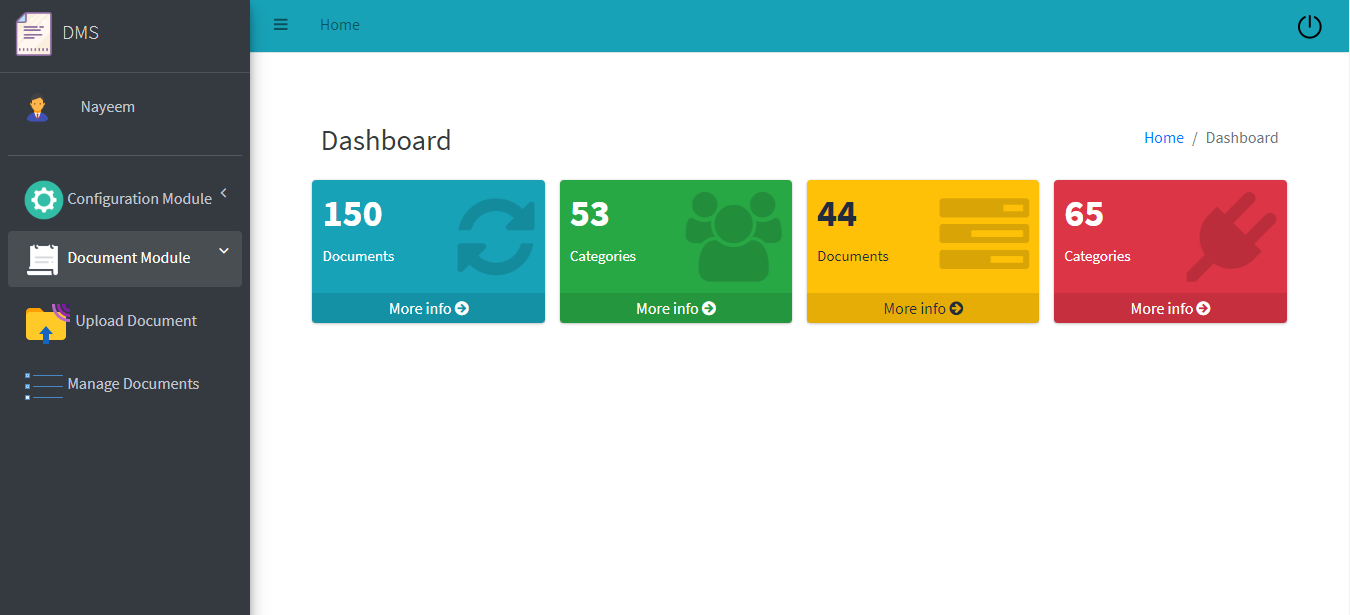 DMS
Home
Nayeem
Dashboard
Home / Dashboard
Configuration Module
Document Module
Upload Document
Manage Documents
150
Documents
More info
53
Categories
More info
44
Documents
More info
65
Categories
More info